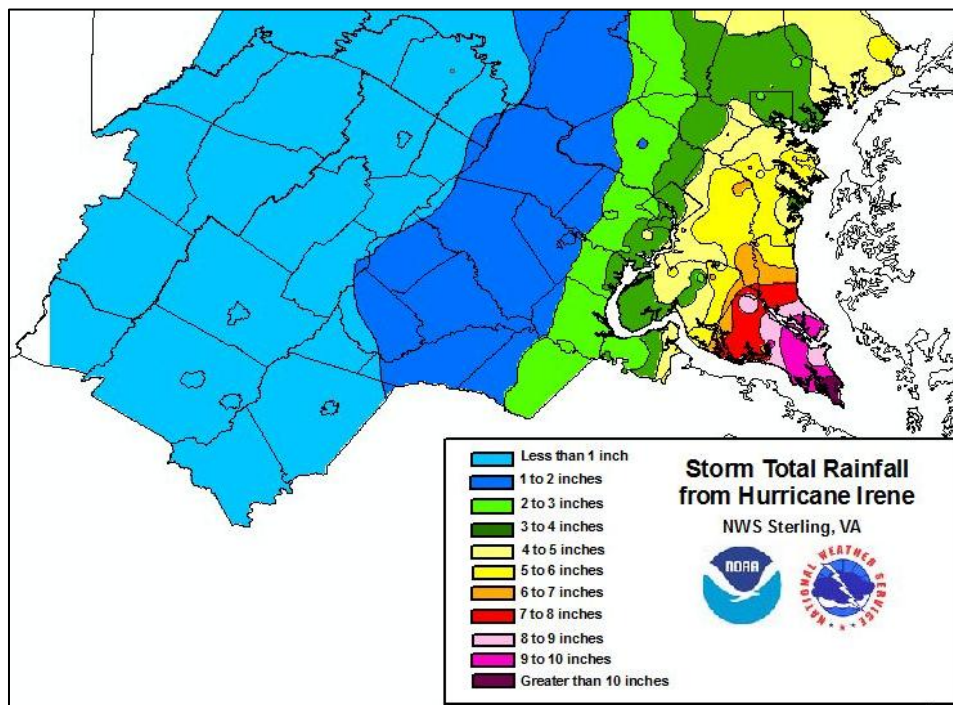 Less than 1 inch
1 to 2 inches
2 to 3 inches
3 to 4 inches
4 to 5 inches
5 to 6 inches
6 to 7 inches
7 to 8 inches
8 to 9 inches
9 to 10 inches
Greater than 10 inches
Storm Total Rainfall
from Hurricane Irene
NWS Sterling, VA
NOAA
NATIONAL WEATHER SERVICE